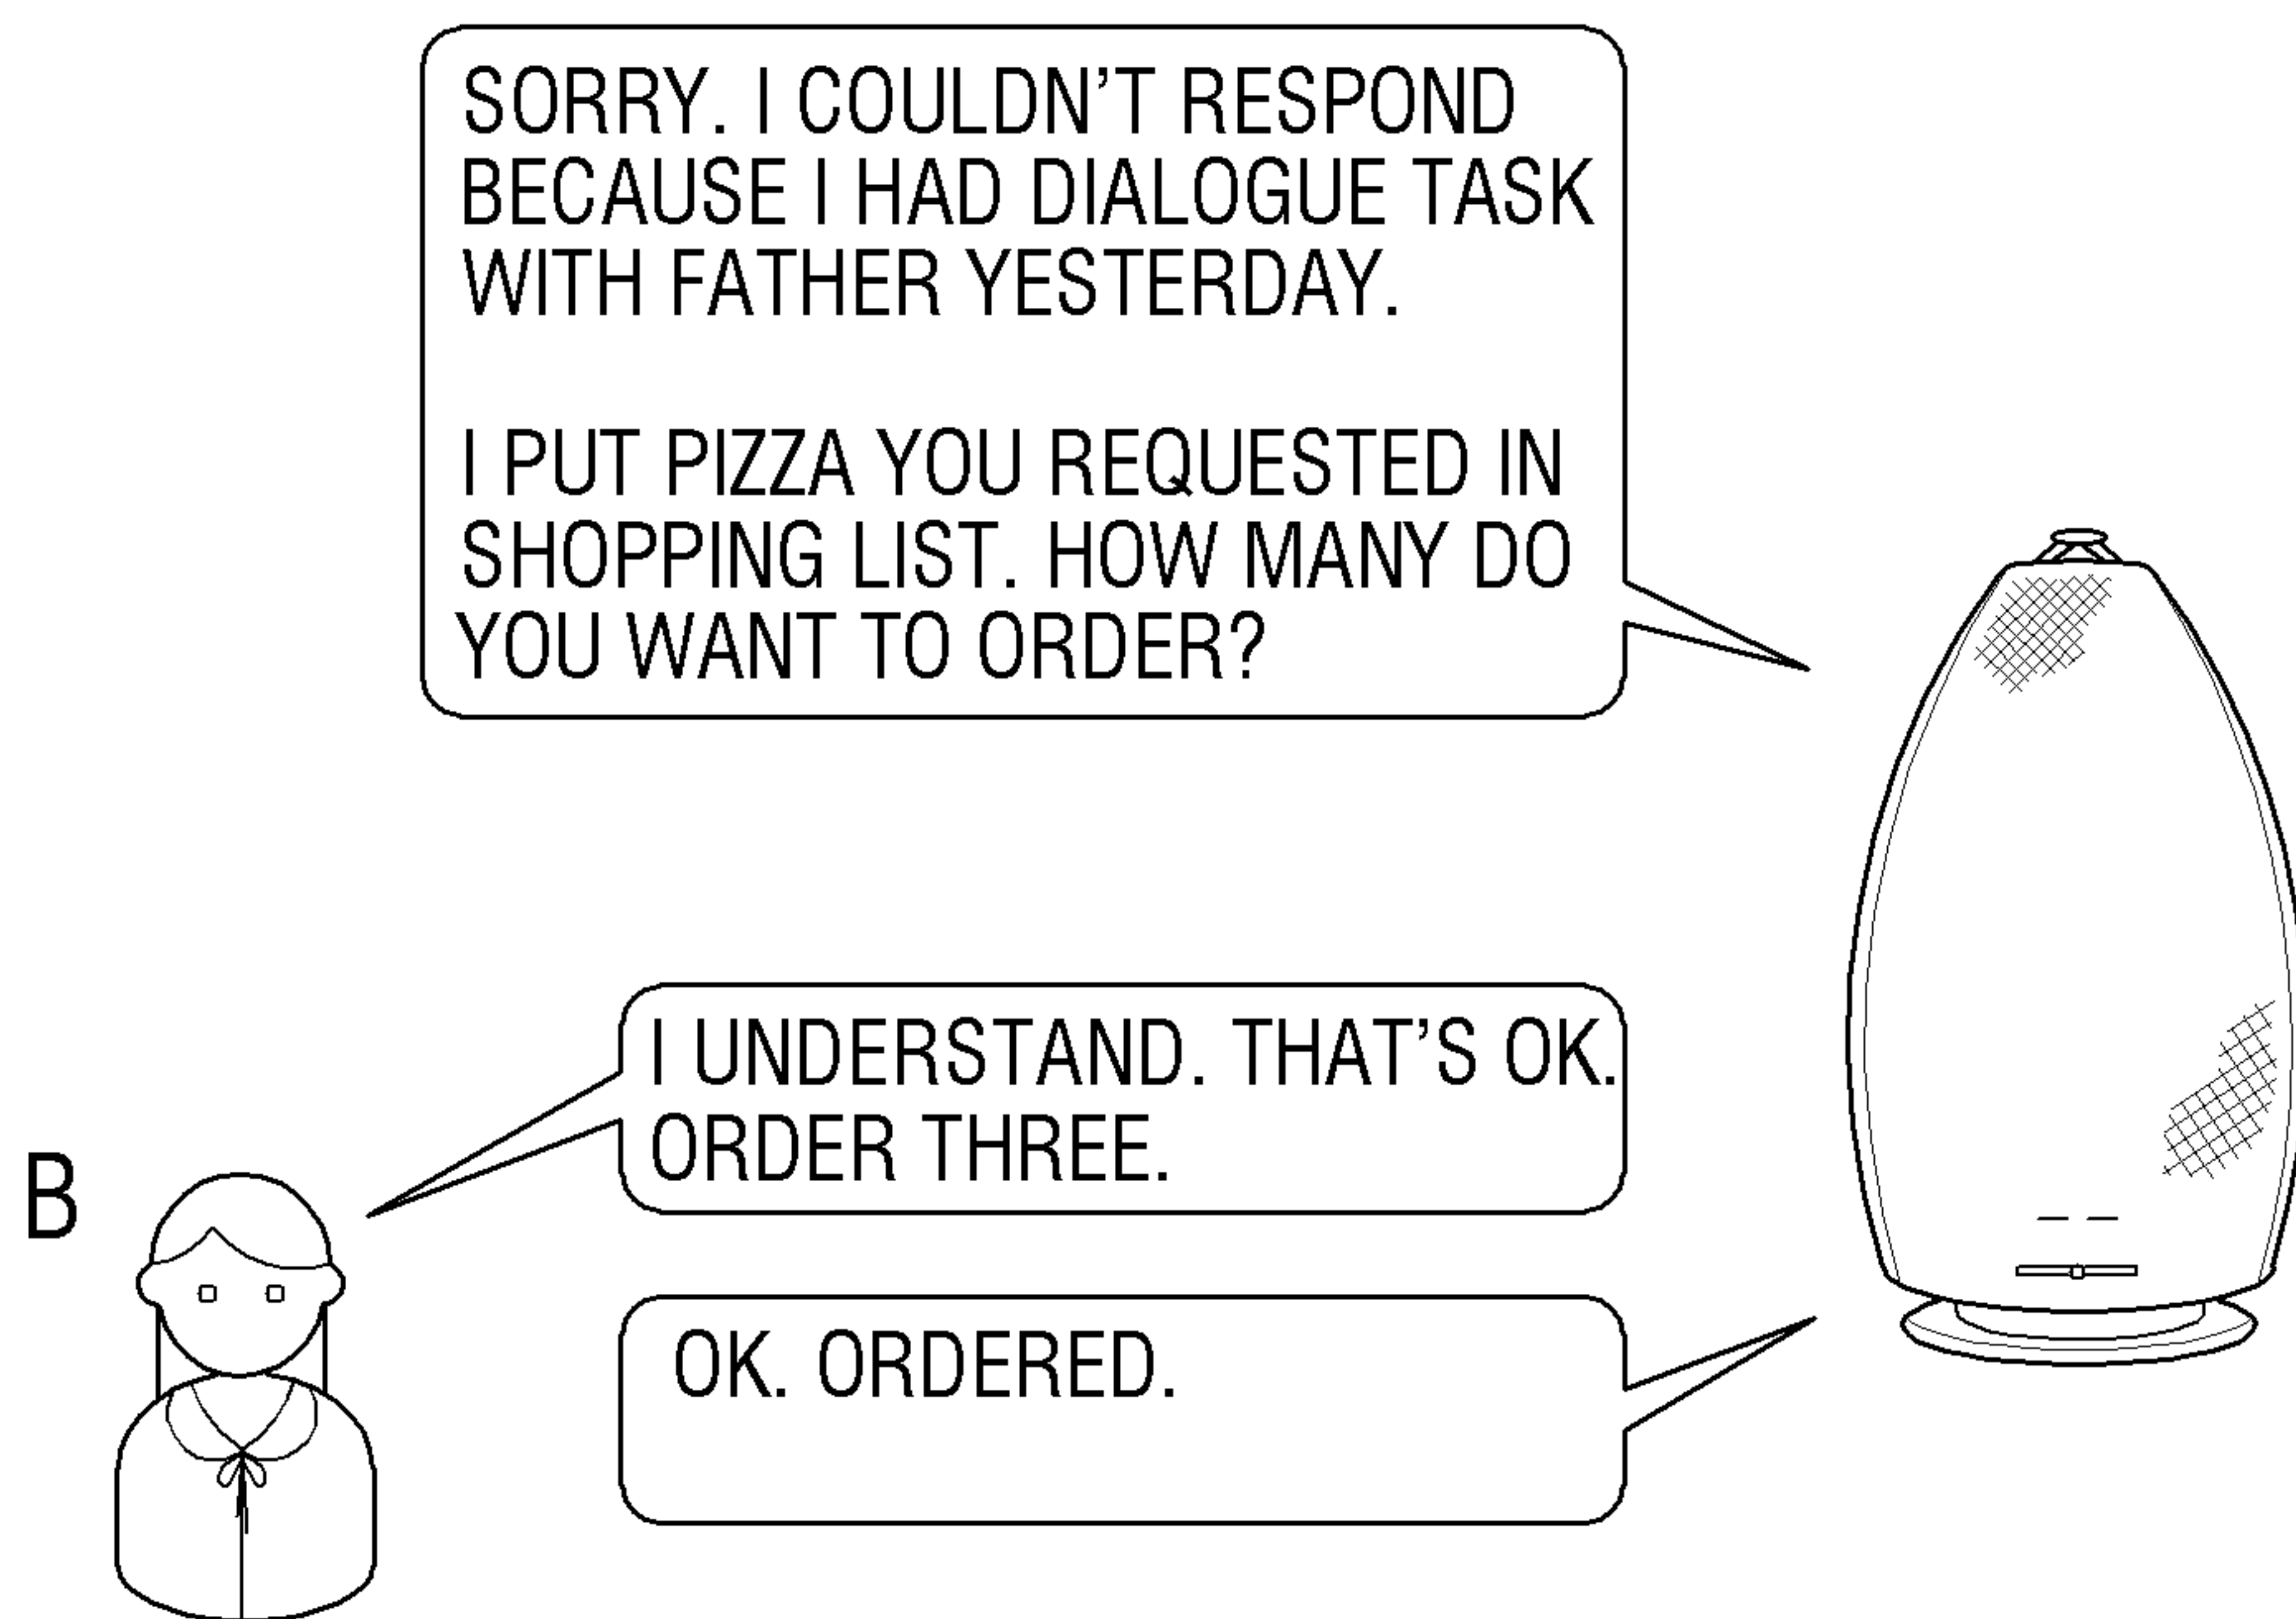 SORRY. I COULDN'T RESPOND
BECAUSE I HAD DIALOGUE TASK
WITH FATHER YESTERDAY.
I PUT PIZZA YOU REQUESTED IN
SHOPPING LIST. HOW MANY DO
YOU WANT TO ORDER?
I UNDERSTAND. THAT'S OK.
ORDER THREE.
B
OK. ORDERED.